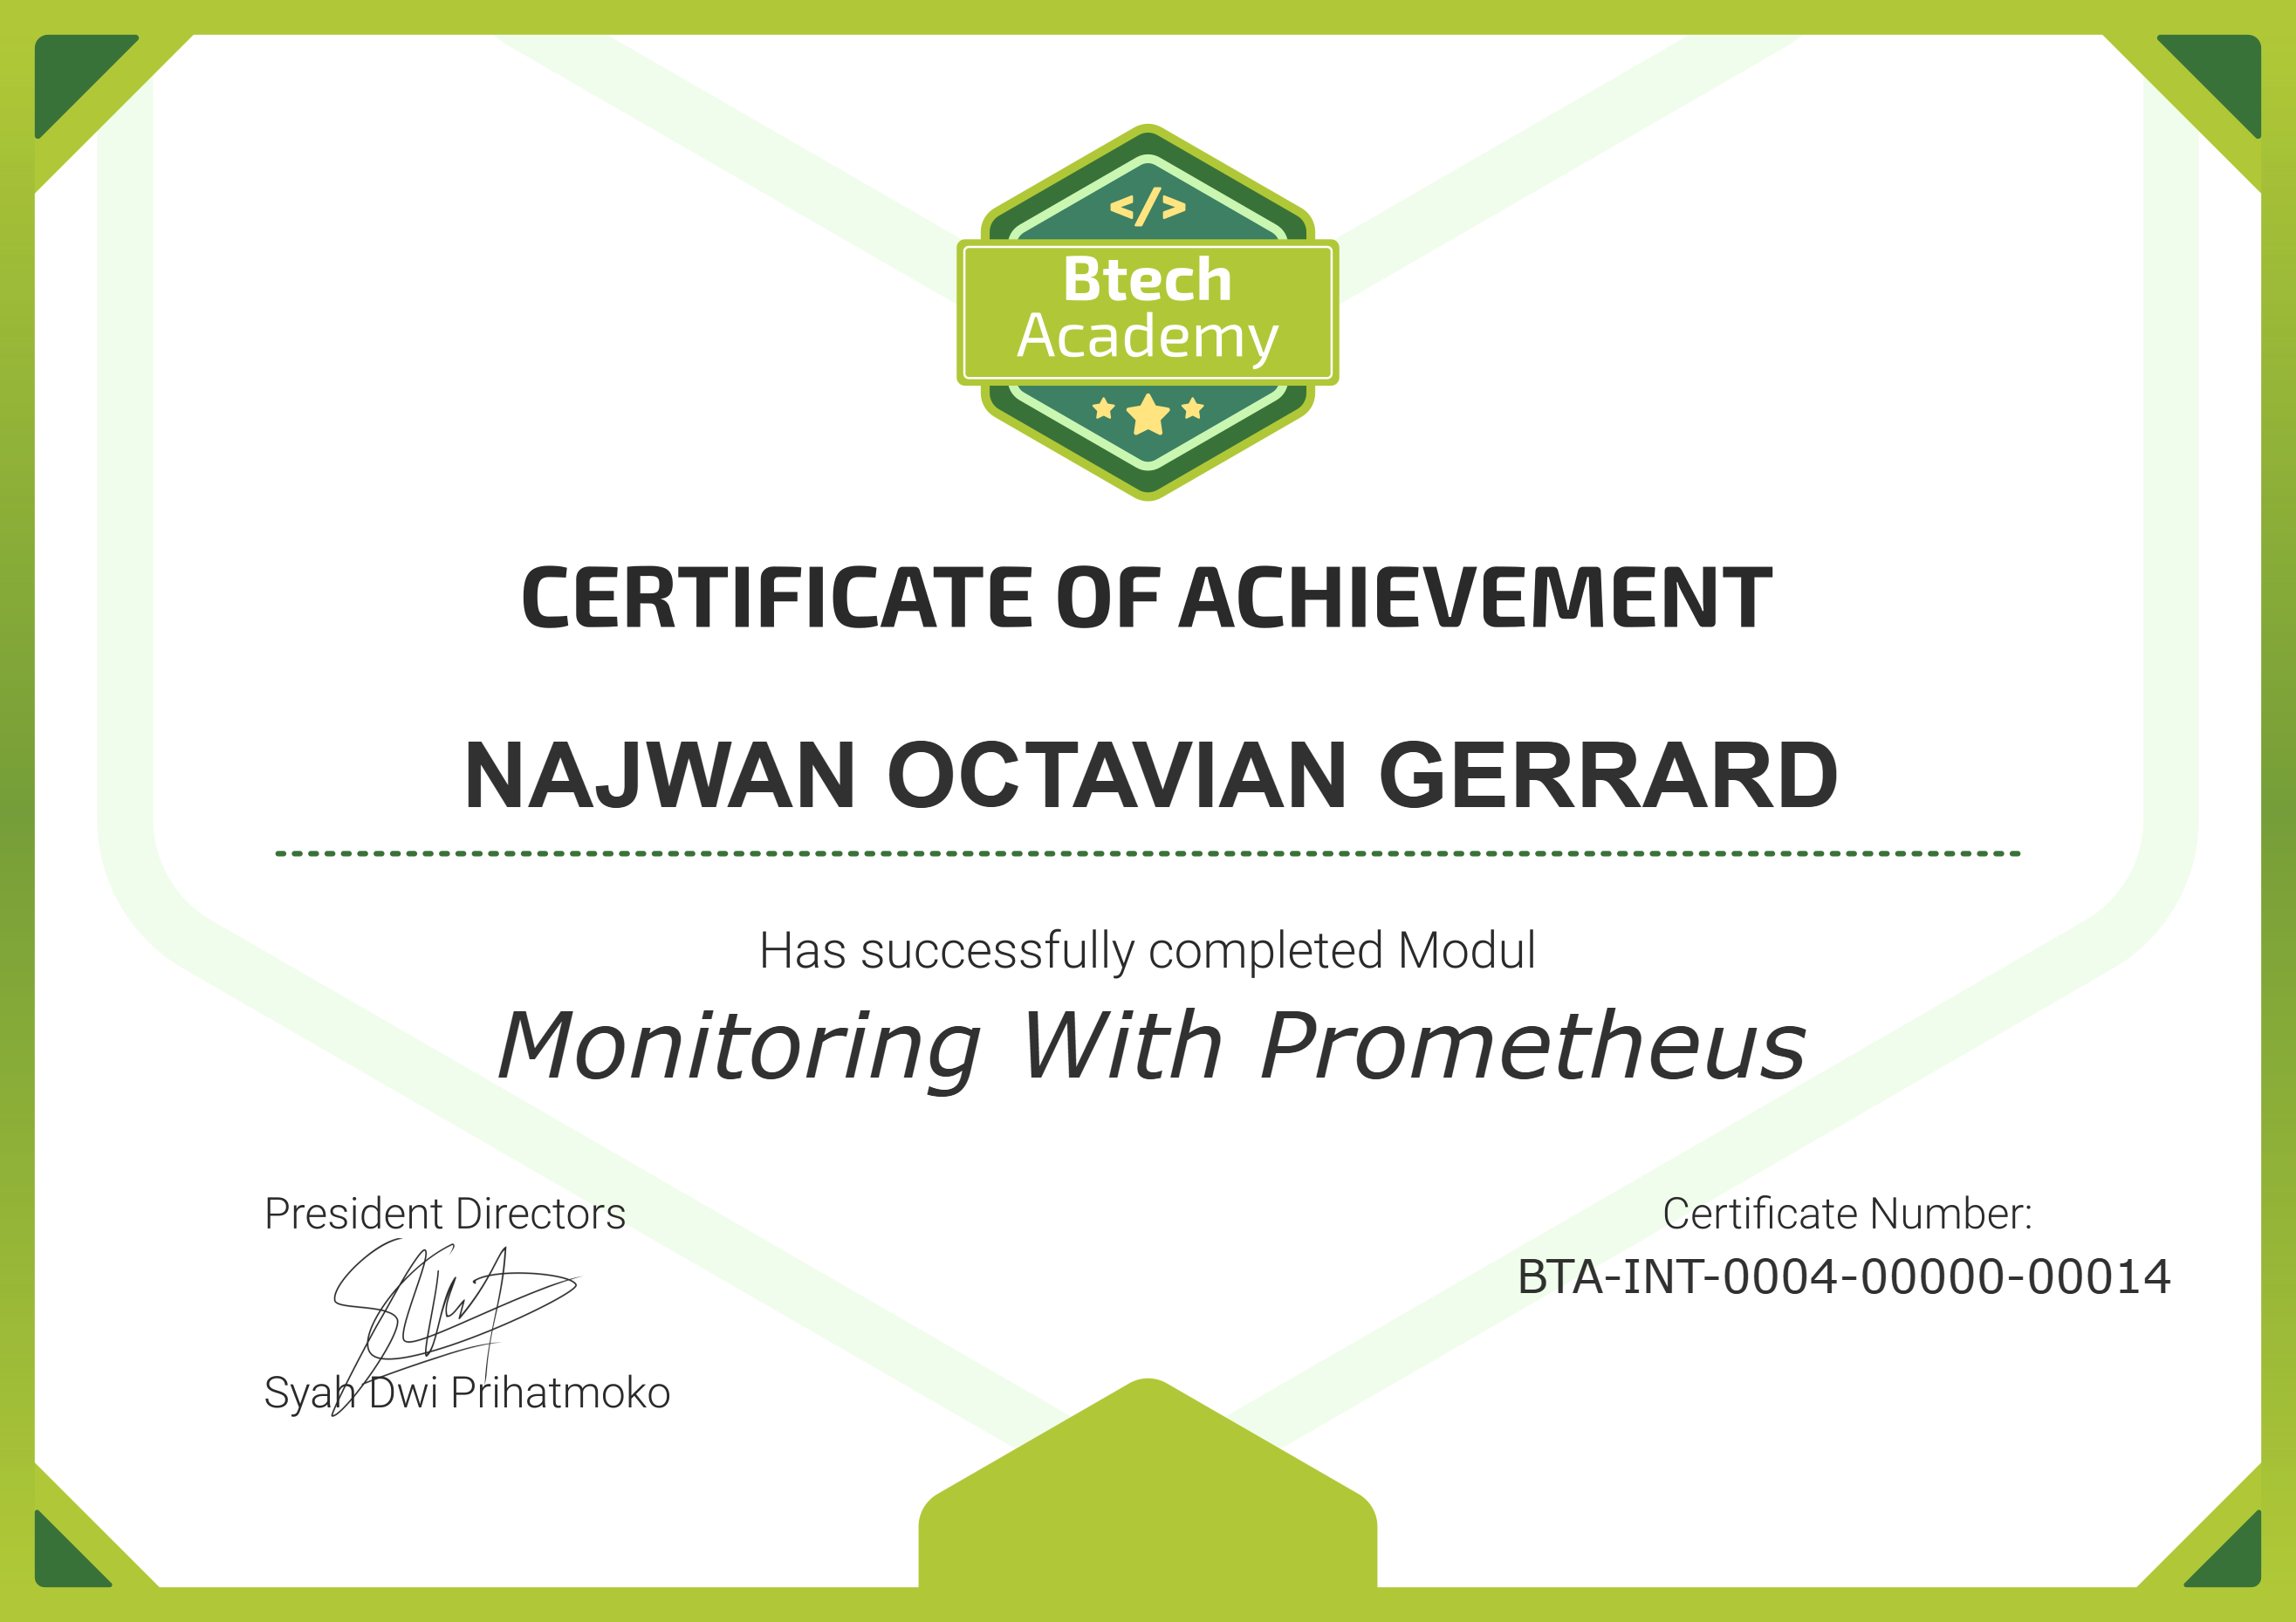 </>
Btech
Academy
CERTIFICATE OF ACHIEVEMENT
NAJWAN OCTAVIAN GERRARD
Has successfully completed Modul
Monitoring With Prometheus
President Directors
Syah Dwi Prihatmoko
Certificate Number:
BTA-INT-0004-00000-00014